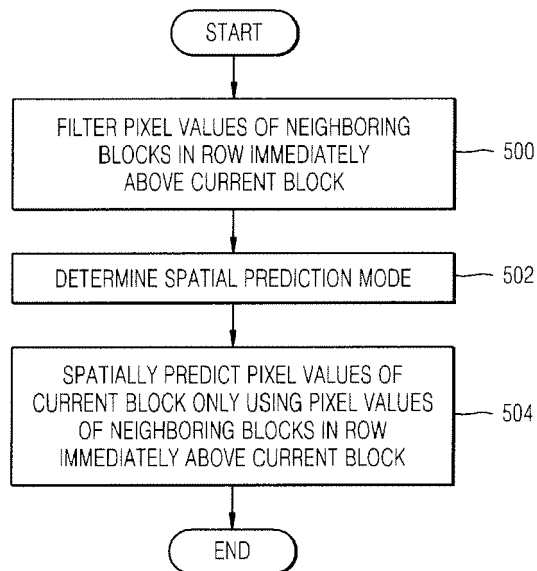 START
FILTER PIXEL VALUES OF NEIGHBORING
BLOCKS IN ROW IMMEDIATELY
ABOVE CURRENT BLOCK
500
DETERMINE SPATIAL PREDICTION MODE
502
SPATIALLY PREDICT PIXEL VALUES OF
CURRENT BLOCK ONLY USING PIXEL VALUES
OF NEIGHBORING BLOCKS IN ROW
IMMEDIATELY ABOVE CURRENT BLOCK
504
END